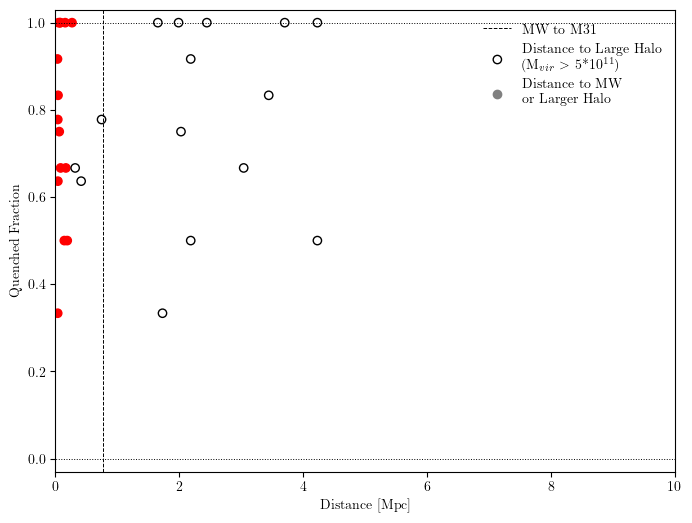 1.0
0.8
0.6
0.4
0.2
0.0
Quenched Fraction
0
2
4
6
8
10
Distance [Mpc]
MW to M31
Distance to Large Halo
(M$_{vir}$ > 5*10$^{11}$)
Distance to MW
or Larger Halo